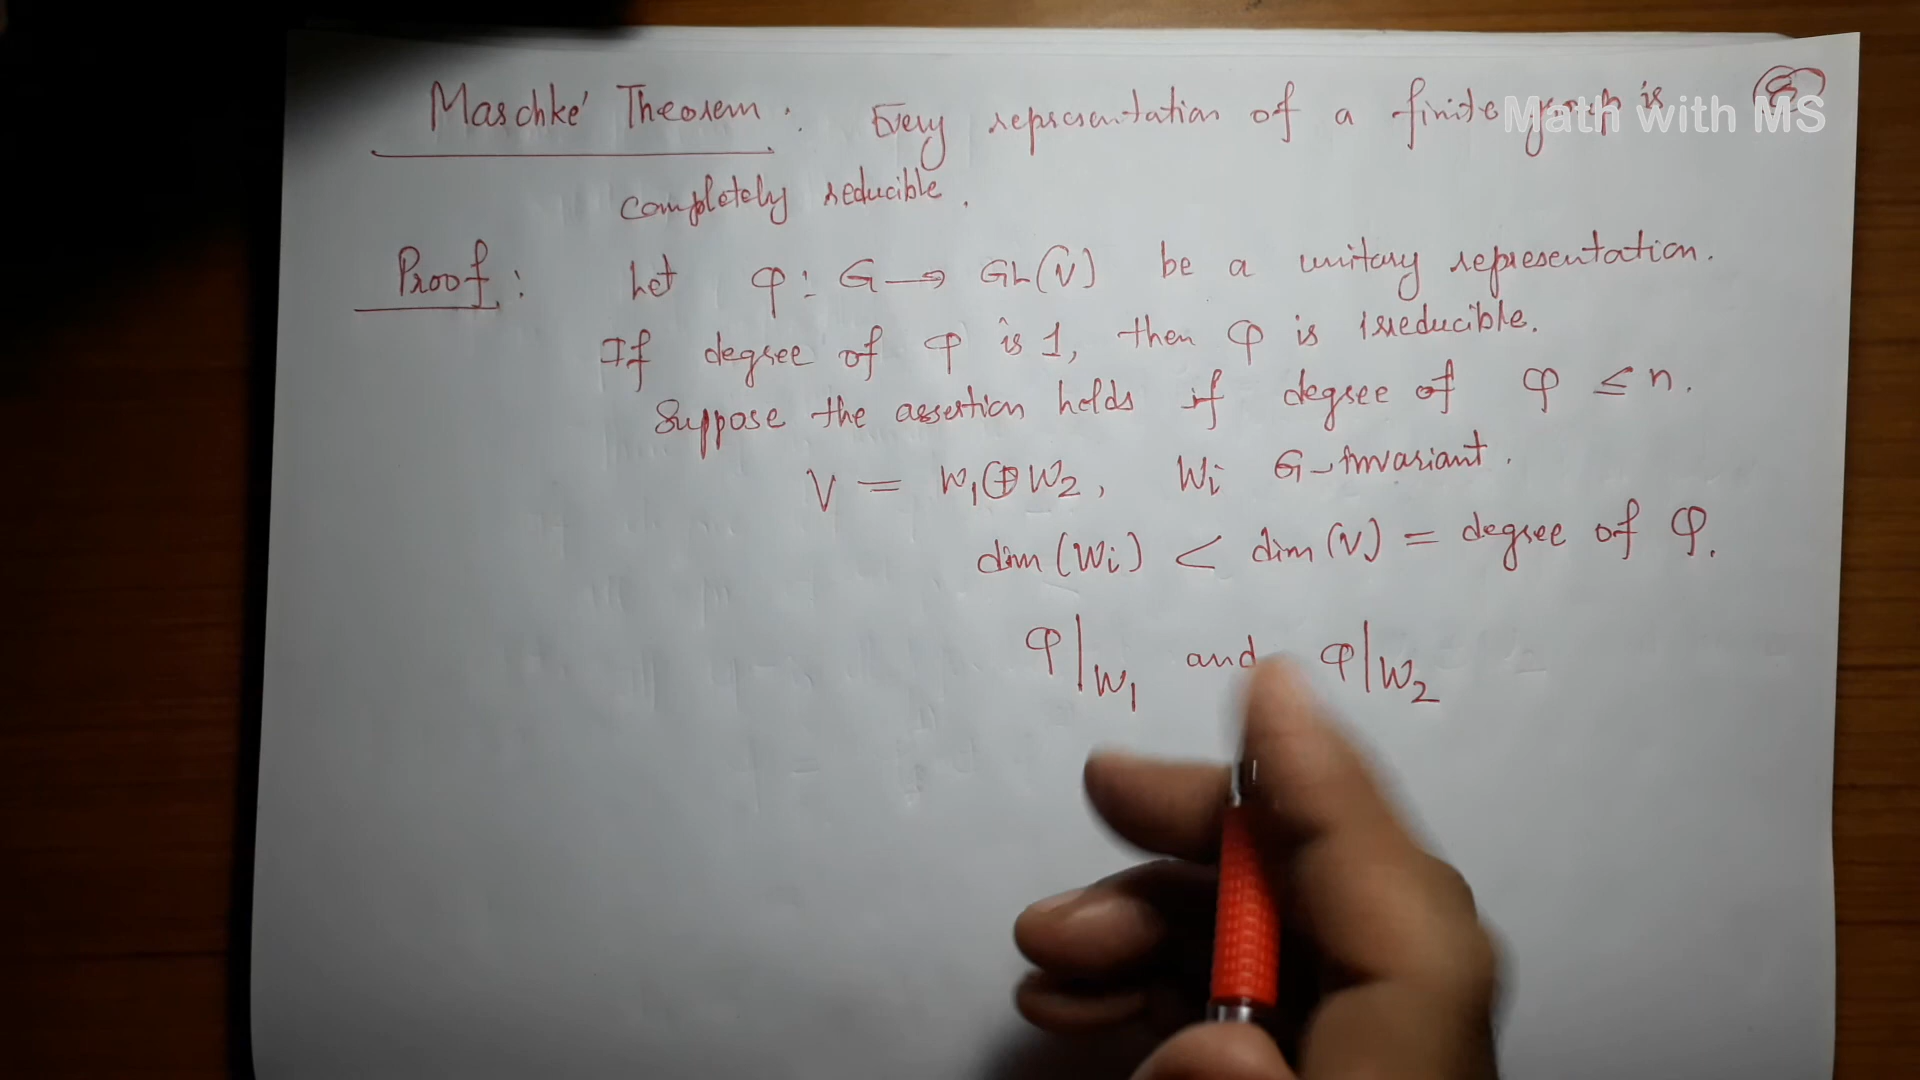 Maschke' Theorem : Every representation of a finite group is
Math with MS
8
completely reducible.
Proof : Let φ : G → GL(V) be a unitary representation.
If degree of φ is 1, then φ is irreducible.
Suppose the assertion holds if degree of φ ≤ n.
V = W₁⊕W₂, Wi G-invariant.
dim(Wi) < dim(V) = degree of φ.
φ|W₁ and φ|W₂